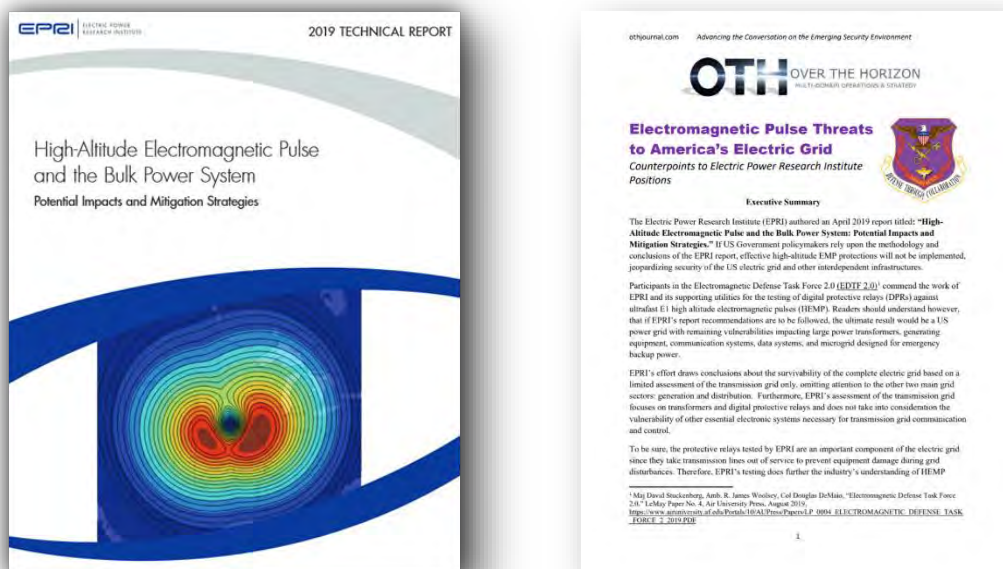 EPRI
ELECTRIC POWER
RESEARCH INSTITUTE
2019 TECHNICAL REPORT
High-Altitude Electromagnetic Pulse
and the Bulk Power System
Potential Impacts and Mitigation Strategies
othjournal.com Advancing the Conversation on the Emerging Security Environment
OTH
OVER THE HORIZON
MULTI-DOMAIN OPERATIONS & STRATEGY
Electromagnetic Pulse Threats
to America's Electric Grid
Counterpoints to Electric Power Research Institute
Positions
DEFENSE THROUGH COLLABORATION
Executive Summary
The Electric Power Research Institute (EPRI) authored an April 2019 report titled: “High-
Altitude Electromagnetic Pulse and the Bulk Power System: Potential Impacts and
Mitigation Strategies.” If US Government policymakers rely upon the methodology and
conclusions of the EPRI report, effective high-altitude EMP protections will not be implemented,
jeopardizing security of the US electric grid and other interdependent infrastructures.
Participants in the Electromagnetic Defense Task Force 2.0 (EDTF 2.0)¹ commend the work of
EPRI and its supporting utilities for the testing of digital protective relays (DPRs) against
ultrafast E1 high altitude electromagnetic pulses (HEMP). Readers should understand however,
that if EPRI's report recommendations are to be followed, the ultimate result would be a US
power grid with remaining vulnerabilities impacting large power transformers, generating
equipment, communication systems, data systems, and microgrid designed for emergency
backup power.
EPRI's effort draws conclusions about the survivability of the complete electric grid based on a
limited assessment of the transmission grid only, omitting attention to the other two main grid
sectors: generation and distribution. Furthermore, EPRI's assessment of the transmission grid
focuses on transformers and digital protective relays and does not take into consideration the
vulnerability of other essential electronic systems necessary for transmission grid communication
and control.
To be sure, the protective relays tested by EPRI are an important component of the electric grid
since they take transmission lines out of service to prevent equipment damage during grid
disturbances. Therefore, EPRI's testing does further the industry's understanding of HEMP
¹ Maj David Stuckenberg, Amb. R. James Woolsey, Col Douglas DeMaio, “Electromagnetic Defense Task Force
2.0,” LeMay Paper No. 4, Air University Press, August 2019,
https://www.airuniversity.af.edu/Portals/10/AUPress/Papers/LP_0004_ELECTROMAGNETIC_DEFENSE_TASK
_FORCE_2_2019.PDF
1